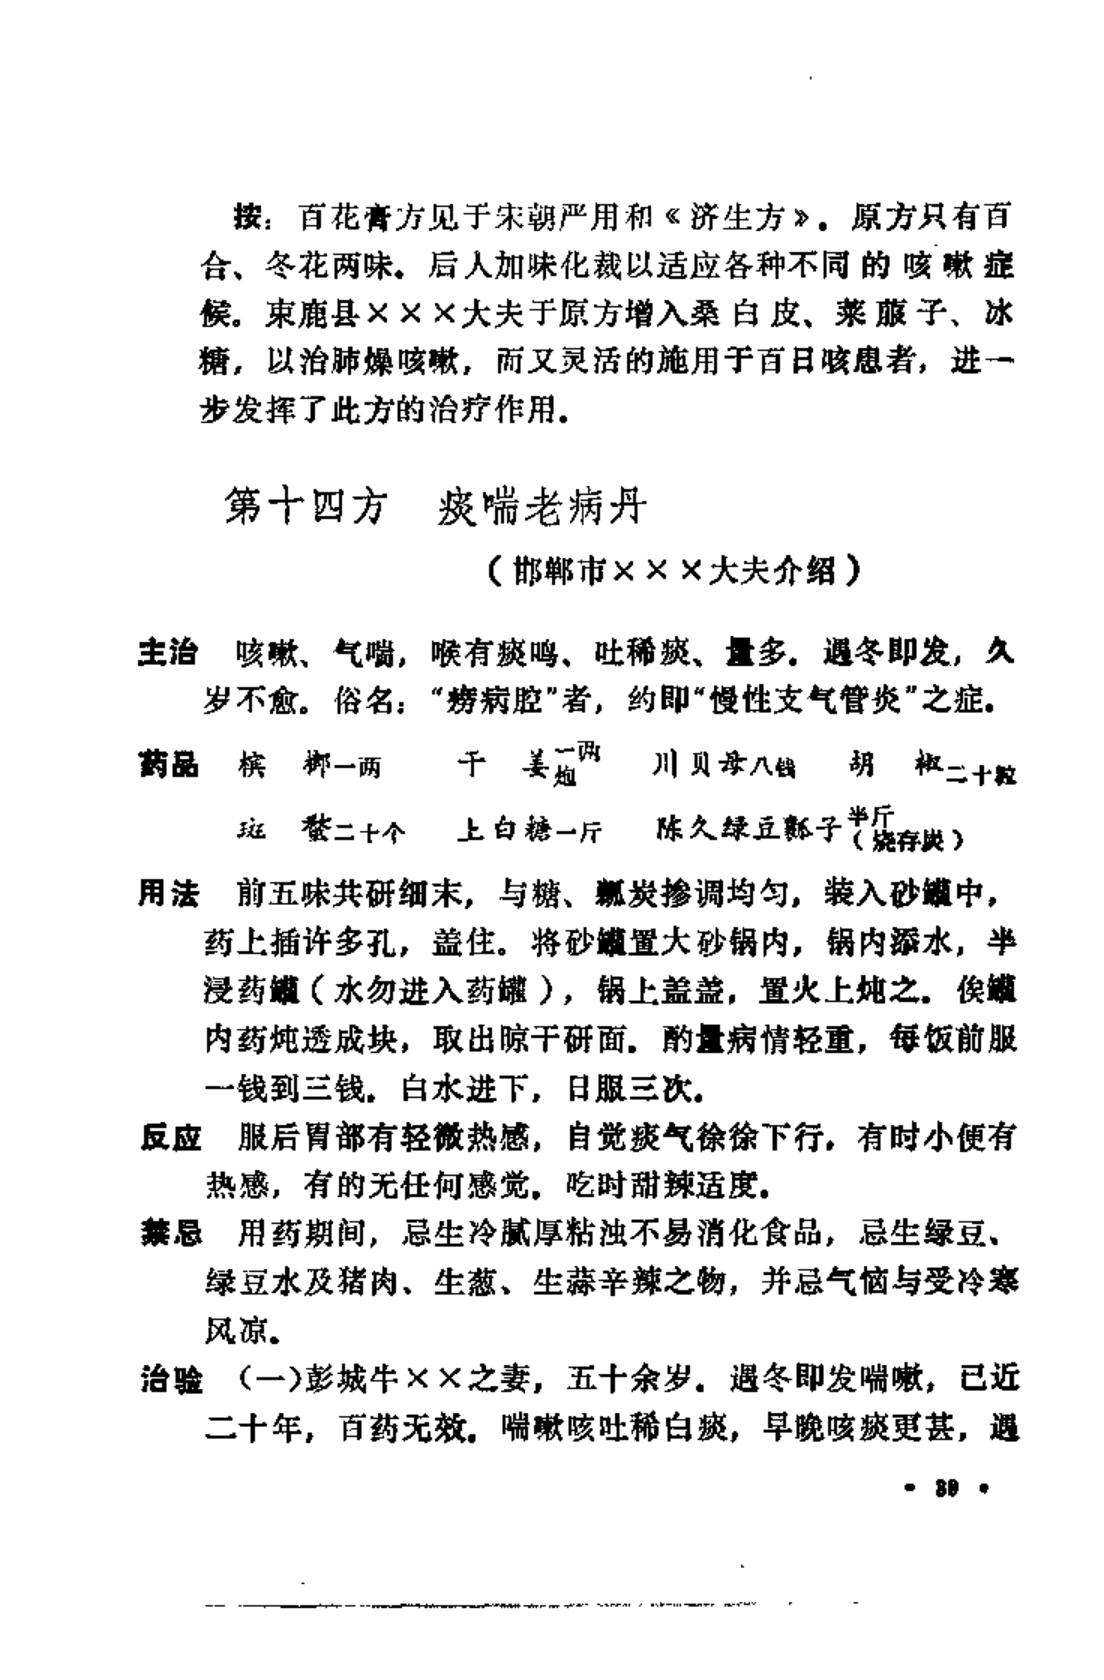 按：百花膏方见于宋朝严用和《济生方》。原方只有百
合、冬花两味。后人加味化裁以适应各种不同的咳嗽症
候。束鹿县×××大夫于原方增入桑白皮、莱菔子、冰
糖，以治肺燥咳嗽，而又灵活的施用于百日咳患者，进一
步发挥了此方的治疗作用。
第十四方　痰喘老病丹
（邯郸市×××大夫介绍）
主治　咳嗽、气喘，喉有痰鸣、吐稀痰、量多。遇冬即发，久
岁不愈。俗名：“痨病腔”者，约即“慢性支气管炎”之症。
药品　槟　榔一两　干　姜一两炮　川贝母八钱　胡　椒二十粒
斑　蝥二十个　上白糖一斤　陈久绿豆瓤子半斤（烧存炭）
用法　前五味共研细末，与糖、瓤炭掺调均匀，装入砂罐中，
药上插许多孔，盖住。将砂罐置大砂锅内，锅内添水，半
浸药罐（水勿进入药罐），锅上盖盖，置火上炖之。俟罐
内药炖透成块，取出晾干研面。酌量病情轻重，每饭前服
一钱到三钱。白水进下，日服三次。
反应　服后胃部有轻微热感，自觉痰气徐徐下行，有时小便有
热感，有的无任何感觉。吃时甜辣适度。
禁忌　用药期间，忌生冷腻厚粘浊不易消化食品，忌生绿豆、
绿豆水及猪肉、生葱、生蒜辛辣之物，并忌气恼与受冷寒
风凉。
治验　（一）彭城牛××之妻，五十余岁。遇冬即发喘嗽，已近
二十年，百药无效。喘嗽咳吐稀白痰，早晚咳痰更甚，遇
• 39 •